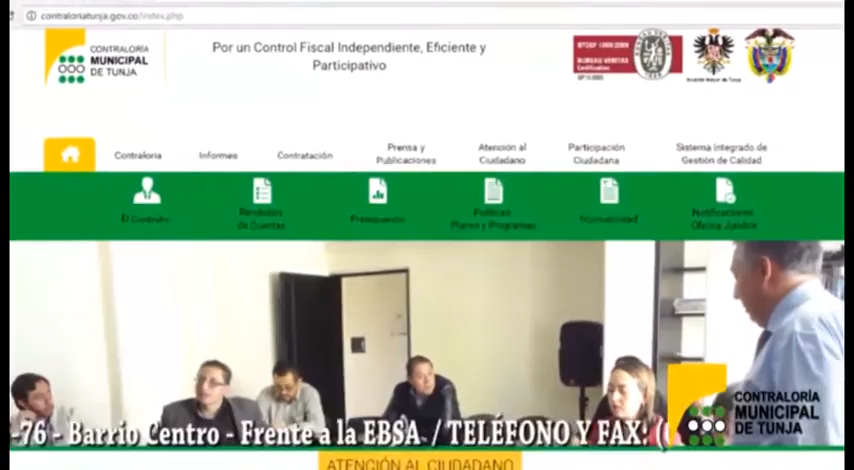 contraloriatunja.gov.co/index.php
CONTRALORÍA
MUNICIPAL
DE TUNJA
Por un Control Fiscal Independiente, Eficiente y
Participativo
BUREAU VERITAS
Certification
Contraloria
Informes
Contratación
Prensa y
Publicaciones
Atención al
Ciudadano
Participación
Ciudadana
Sistema Integrado de
Gestión de Calidad
El Contralor
Rendición
de Cuentas
Presupuesto
Políticas
Planes y Programas
Normatividad
Notificaciones
Oficina Jurídica
CONTRALORÍA
MUNICIPAL
DE TUNJA
-76 - Barrio Centro - Frente a la EBSA / TELÉFONO Y FAX: (
ATENCIÓN AL CIUDADANO